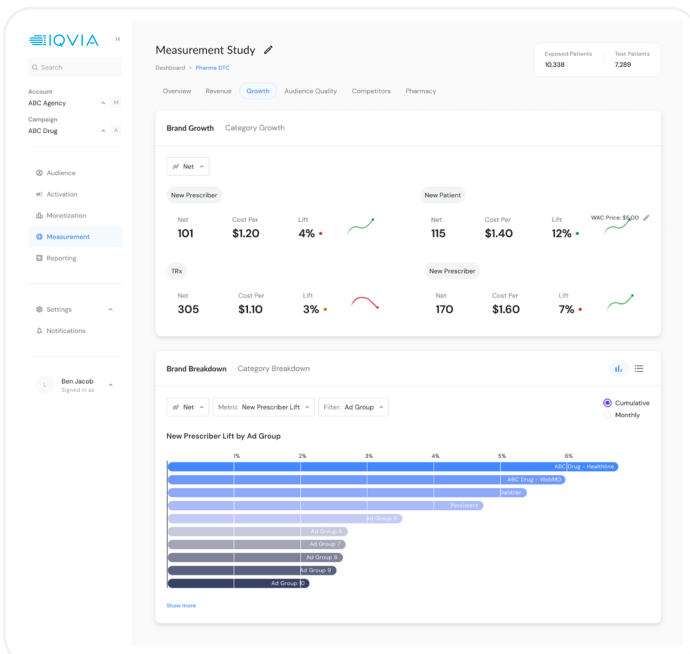 IQVIA
Search
Account
ABC Agency M
Campaign
ABC Drug A
Audience
Activation
Monetization
Measurement
Reporting
Settings
Notifications
L Ben Jacob
Signed in as
Measurement Study
Dashboard > Pharma DTC
Exposed Patients Test Patients
10,338 7,289
Overview Revenue Growth Audience Quality Competitors Pharmacy
Brand Growth Category Growth
Net
New Prescriber
Net Cost Per Lift
101 $1.20 4%
New Patient
Net Cost Per Lift WAC Price: $5.00
115 $1.40 12%
TRx
Net Cost Per Lift
305 $1.10 3%
New Prescriber
Net Cost Per Lift
170 $1.60 7%
Brand Breakdown Category Breakdown
Net Metric New Prescriber Lift Filter: Ad Group
Cumulative
Monthly
New Prescriber Lift by Ad Group
1% 2% 3% 4% 5% 6%
ABC Drug - Healthline
ABC Drug - WebMD
Parkinson
Ad Group 5
Ad Group 6
Ad Group 7
Ad Group 8
Ad Group 9
Ad Group 10
Show more